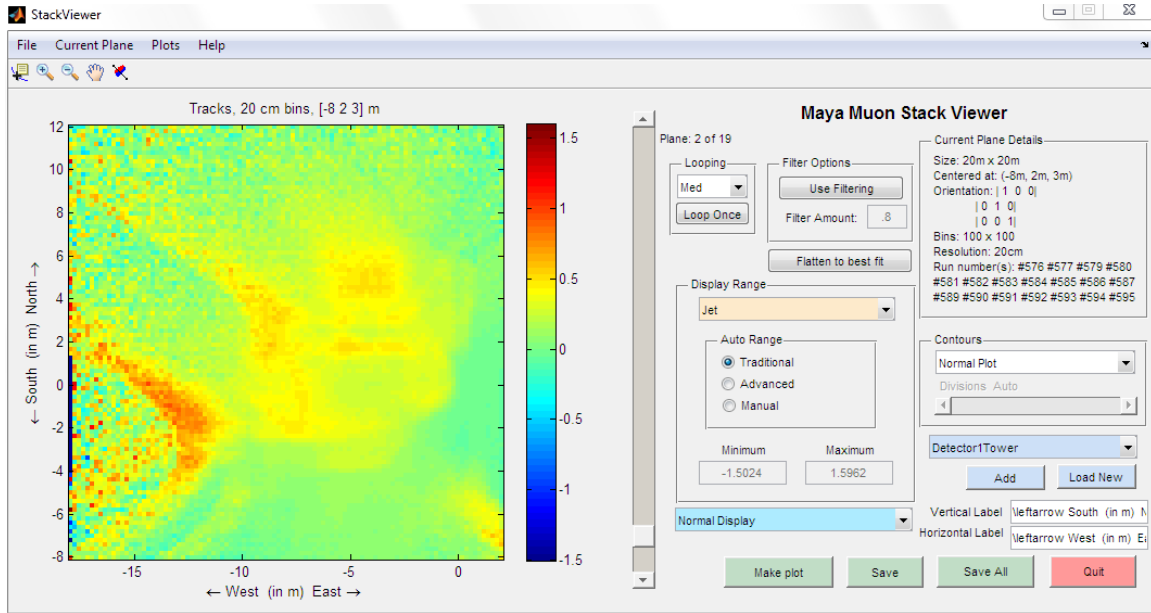 StackViewer
File Current Plane Plots Help
Tracks, 20 cm bins, [-8 2 3] m
12
10
8
6
4
2
0
-2
-4
-6
-8
← South (in m) North →
-15 -10 -5 0
← West (in m) East →
1.5
1
0.5
0
-0.5
-1
-1.5
Maya Muon Stack Viewer
Plane: 2 of 19
Looping
Med
Loop Once
Filter Options
Use Filtering
Filter Amount: .8
Flatten to best fit
Current Plane Details
Size: 20m x 20m
Centered at: (-8m, 2m, 3m)
Orientation: | 1 0 0|
| 0 1 0|
| 0 0 1|
Bins: 100 x 100
Resolution: 20cm
Run number(s): #576 #577 #579 #580
#581 #582 #583 #584 #585 #586 #587
#589 #590 #591 #592 #593 #594 #595
Display Range
Jet
Auto Range
Traditional
Advanced
Manual
Minimum Maximum
-1.5024 1.5962
Normal Display
Contours
Normal Plot
Divisions Auto
Detector1Tower
Add Load New
Vertical Label \leftarrow South (in m) N
Horizontal Label \leftarrow West (in m) Ea
Make plot Save Save All Quit